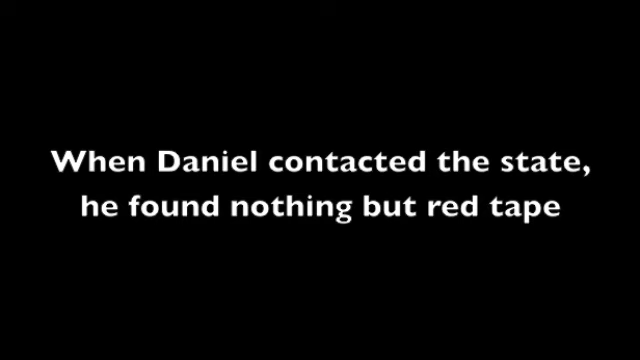 When Daniel contacted the state,
he found nothing but red tape